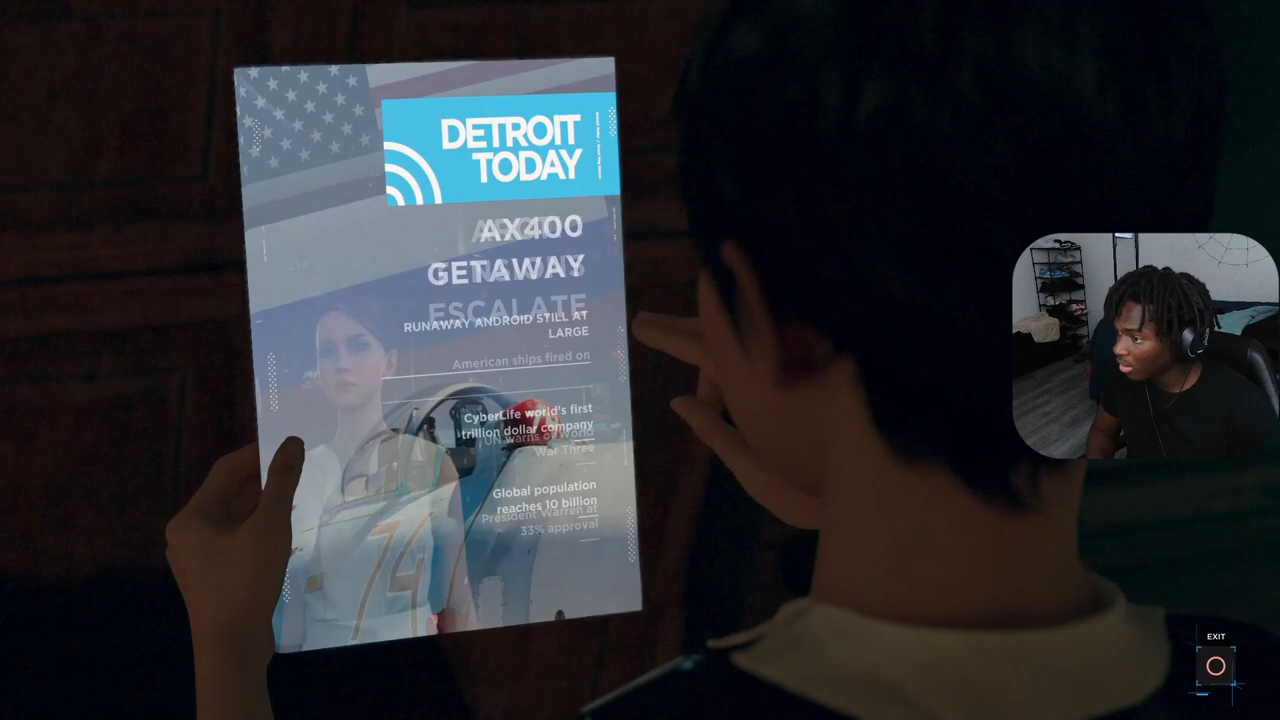 DETROIT
TODAY
AX400
GETAWAY
ESCALATE
RUNAWAY ANDROID STILL AT
LARGE
American ships fired on
CyberLife world's first
trillion dollar company
UN warns of World
War Three
Global population
reaches 10 billion
President Warren at
33% approval
74
EXIT